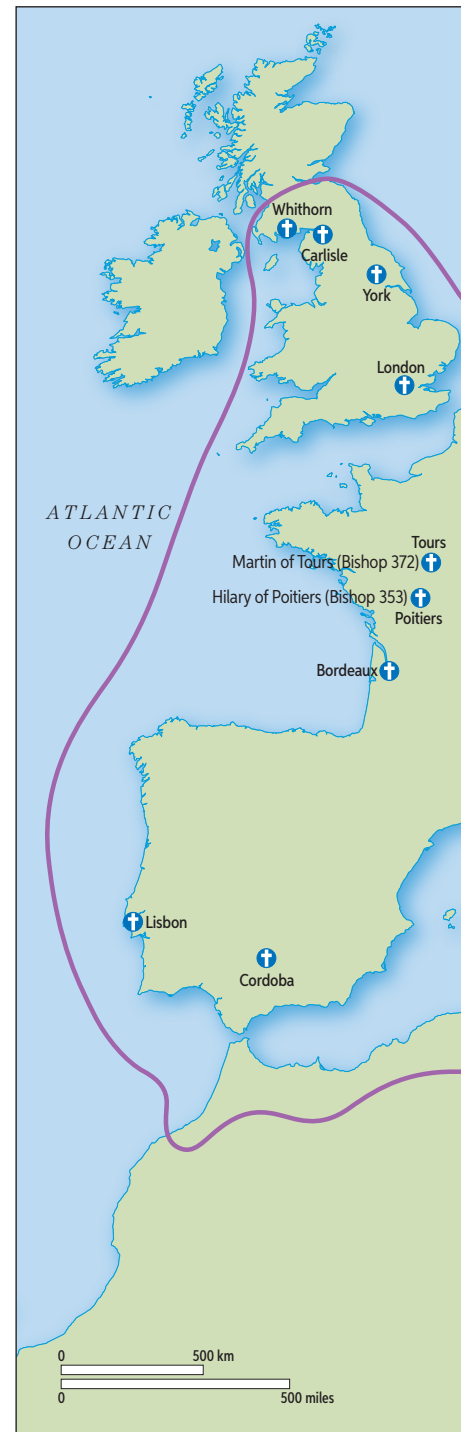 Whithorn
Carlisle
York
London
ATLANTIC
OCEAN
Tours
Martin of Tours (Bishop 372)
Hilary of Poitiers (Bishop 353)
Poitiers
Bordeaux
Lisbon
Cordoba
0 500 km
0 500 miles